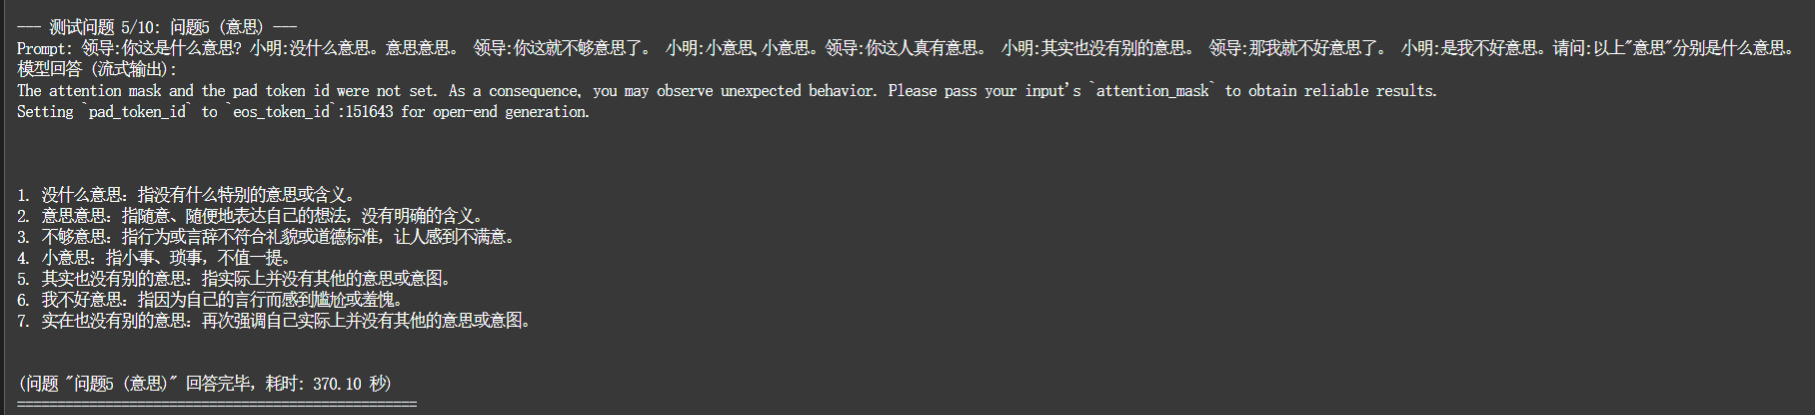 --- 测试问题 5/10: 问题5 (意思) ---
Prompt: 领导:你这是什么意思? 小明:没什么意思。意思意思。 领导:你这就不够意思了。 小明:小意思,小意思。领导:你这人真有意思。 小明:其实也没有别的意思。 领导:那我就不好意思了。 小明:是我不好意思。请问:以上"意思"分别是什么意思。
模型回答 (流式输出):
The attention mask and the pad token id were not set. As a consequence, you may observe unexpected behavior. Please pass your input's `attention_mask` to obtain reliable results.
Setting `pad_token_id` to `eos_token_id`:151643 for open-end generation.
1. 没什么意思：指没有什么特别的意思或含义。
2. 意思意思：指随意、随便地表达自己的想法，没有明确的含义。
3. 不够意思：指行为或言辞不符合礼貌或道德标准，让人感到不满意。
4. 小意思：指小事、琐事，不值一提。
5. 其实也没有别的意思：指实际上并没有其他的意思或意图。
6. 我不好意思：指因为自己的言行而感到尴尬或羞愧。
7. 实在也没有别的意思：再次强调自己实际上并没有其他的意思或意图。
(问题 "问题5 (意思)" 回答完毕，耗时: 370.10 秒)
==================================================